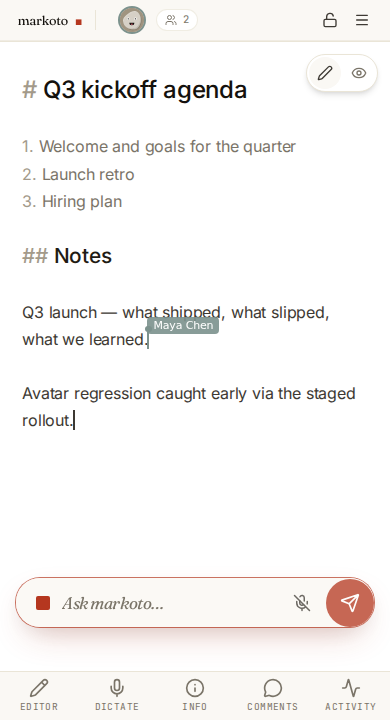 markoto
2
# Q3 kickoff agenda
1. Welcome and goals for the quarter
2. Launch retro
3. Hiring plan
## Notes
Q3 launch — what shipped, what slipped,
Maya Chen
what we learned.
Avatar regression caught early via the staged
rollout.
Ask markoto...
EDITOR DICTATE INFO COMMENTS ACTIVITY